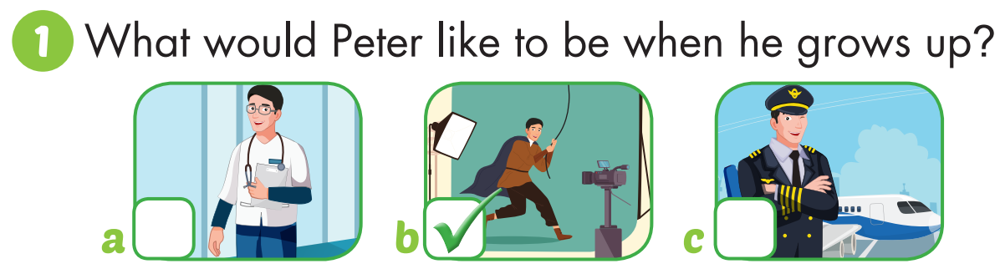 1 What would Peter like to be when he grows up?
a b c